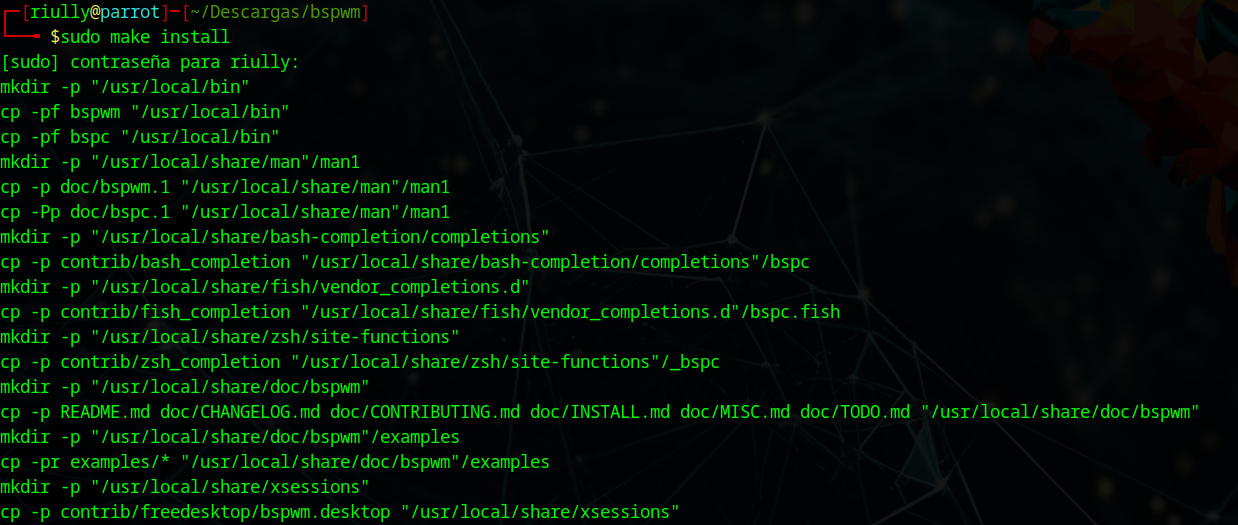 ┌─[riully@parrot]─[~/Descargas/bspwm]
└──╼ $sudo make install
[sudo] contraseña para riully:
mkdir -p "/usr/local/bin"
cp -pf bspwm "/usr/local/bin"
cp -pf bspc "/usr/local/bin"
mkdir -p "/usr/local/share/man"/man1
cp -p doc/bspwm.1 "/usr/local/share/man"/man1
cp -Pp doc/bspc.1 "/usr/local/share/man"/man1
mkdir -p "/usr/local/share/bash-completion/completions"
cp -p contrib/bash_completion "/usr/local/share/bash-completion/completions"/bspc
mkdir -p "/usr/local/share/fish/vendor_completions.d"
cp -p contrib/fish_completion "/usr/local/share/fish/vendor_completions.d"/bspc.fish
mkdir -p "/usr/local/share/zsh/site-functions"
cp -p contrib/zsh_completion "/usr/local/share/zsh/site-functions"/_bspc
mkdir -p "/usr/local/share/doc/bspwm"
cp -p README.md doc/CHANGELOG.md doc/CONTRIBUTING.md doc/INSTALL.md doc/MISC.md doc/TODO.md "/usr/local/share/doc/bspwm"
mkdir -p "/usr/local/share/doc/bspwm"/examples
cp -pr examples/* "/usr/local/share/doc/bspwm"/examples
mkdir -p "/usr/local/share/xsessions"
cp -p contrib/freedesktop/bspwm.desktop "/usr/local/share/xsessions"